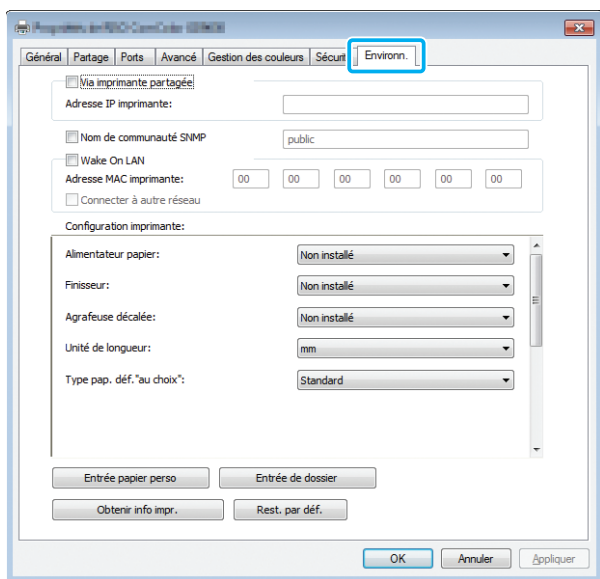 Général Partage Ports Avancé Gestion des couleurs Environn.
Via imprimante partagée
Adresse IP imprimante:
Nom de communauté SNMP public
Wake On LAN
Adresse MAC imprimante: 00 00 00 00 00 00
Connecter à autre réseau
Configuration imprimante:
Alimentateur papier: Non installé
Finisseur: Non installé
Agrafeuse décalée: Non installé
Unité de longueur: mm
Type pap. déf."au choix": Standard
Entrée papier perso Entrée de dossier
Obtenir info impr. Rest. par déf.
OK Annuler Appliquer